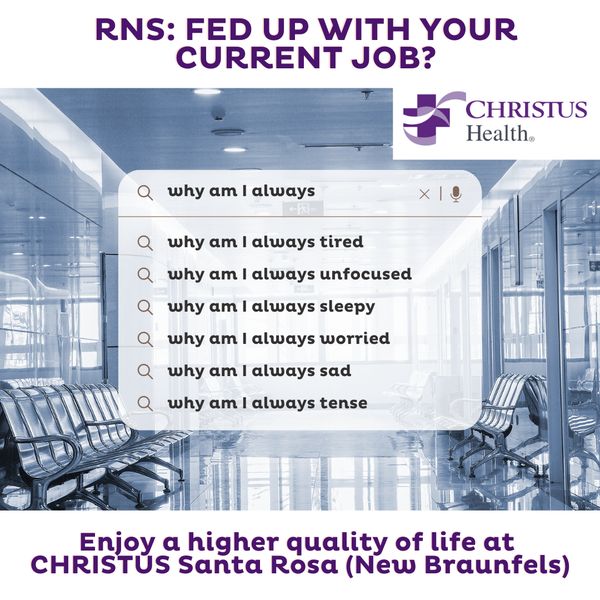 RNS: FED UP WITH YOUR
CURRENT JOB?
CHRISTUS
Health®
why am I always
why am I always tired
why am I always unfocused
why am I always sleepy
why am I always worried
why am I always sad
why am I always tense
Enjoy a higher quality of life at
CHRISTUS Santa Rosa (New Braunfels)